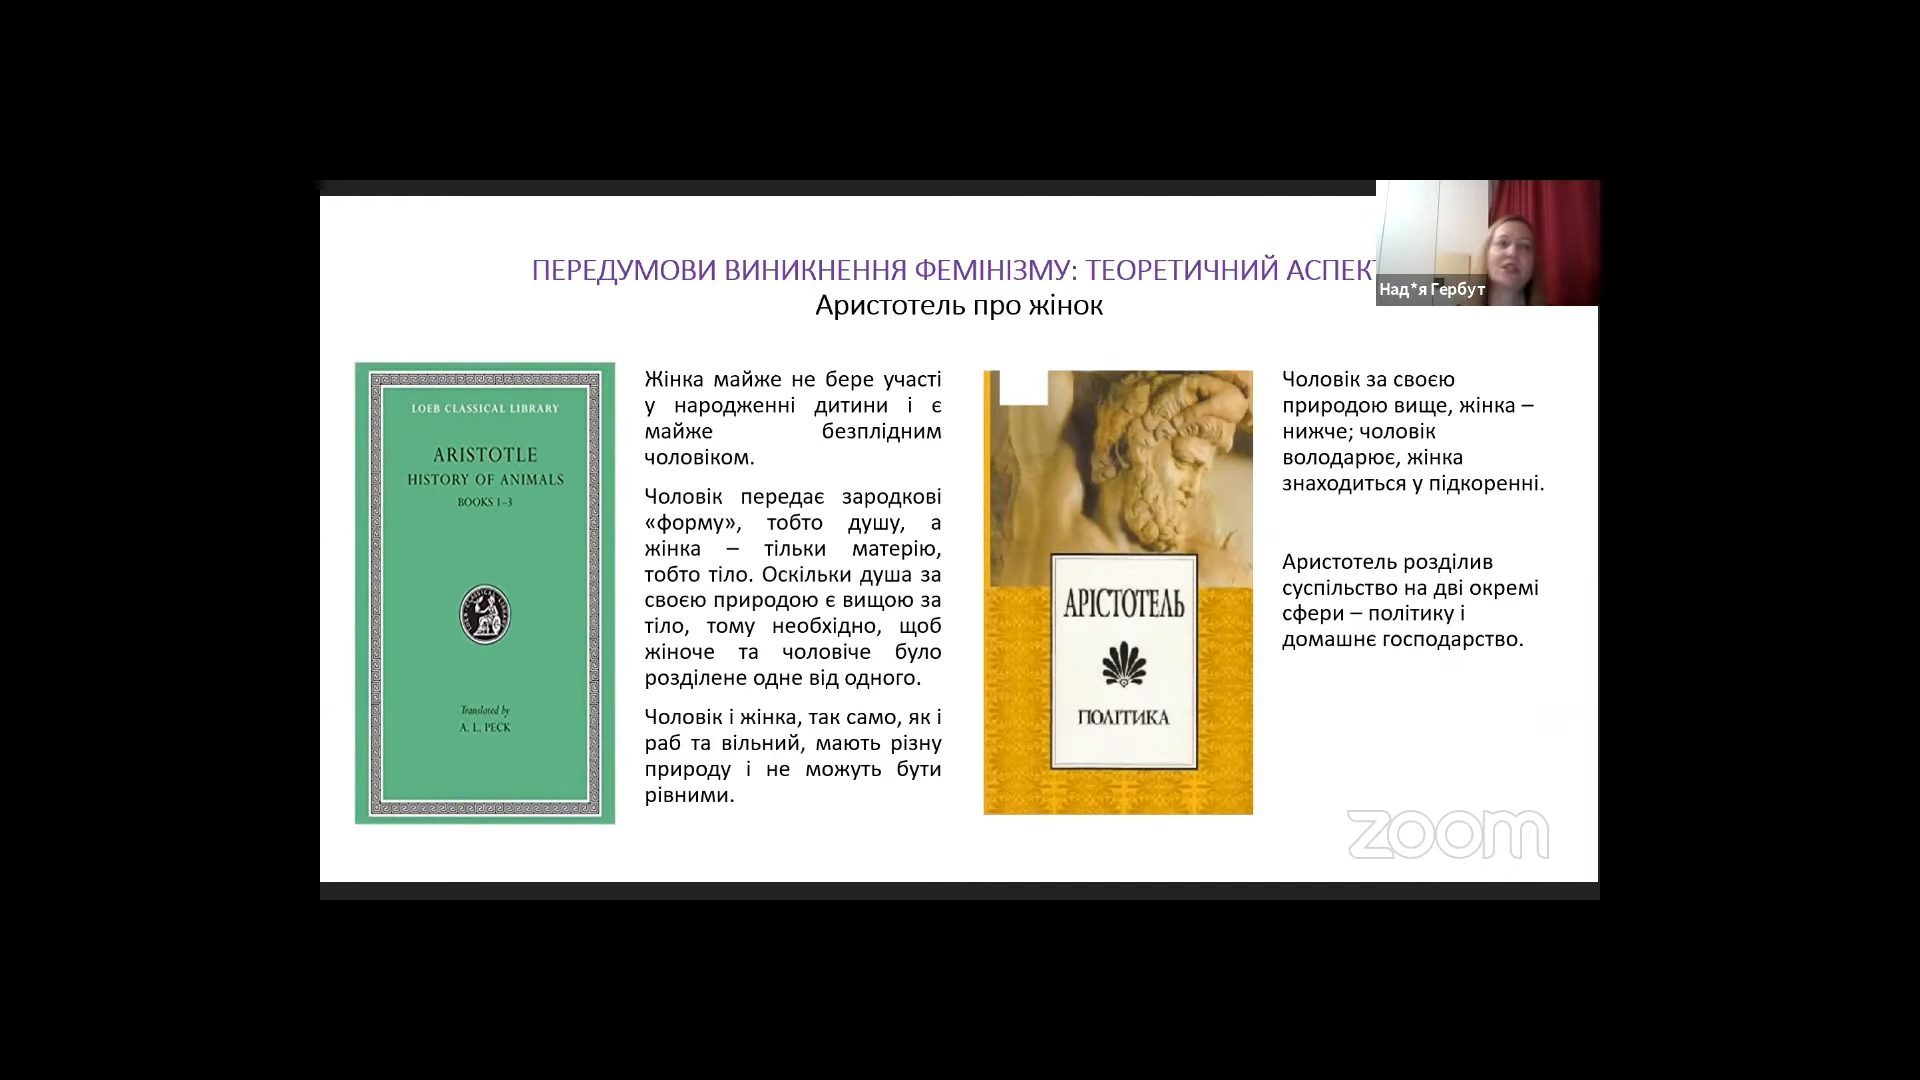 ПЕРЕДУМОВИ ВИНИКНЕННЯ ФЕМІНІЗМУ: ТЕОРЕТИЧНИЙ АСПЕКТ
Аристотель про жінок
Над*я Гербут
LOEB CLASSICAL LIBRARY
ARISTOTLE
HISTORY OF ANIMALS
BOOKS 1–3
Translated by
A. L. PECK
Жінка майже не бере участі
у народженні дитини і є
майже безплідним
чоловіком.
Чоловік передає зародкові
«форму», тобто душу, а
жінка – тільки матерію,
тобто тіло. Оскільки душа за
своєю природою є вищою за
тіло, тому необхідно, щоб
жіноче та чоловіче було
розділене одне від одного.
Чоловік і жінка, так само, як і
раб та вільний, мають різну
природу і не можуть бути
рівними.
АРІСТОТЕЛЬ
ПОЛІТИКА
Чоловік за своєю
природою вище, жінка –
нижче; чоловік
володарює, жінка
знаходиться у підкоренні.
Аристотель розділив
суспільство на дві окремі
сфери – політику і
домашнє господарство.
zoom